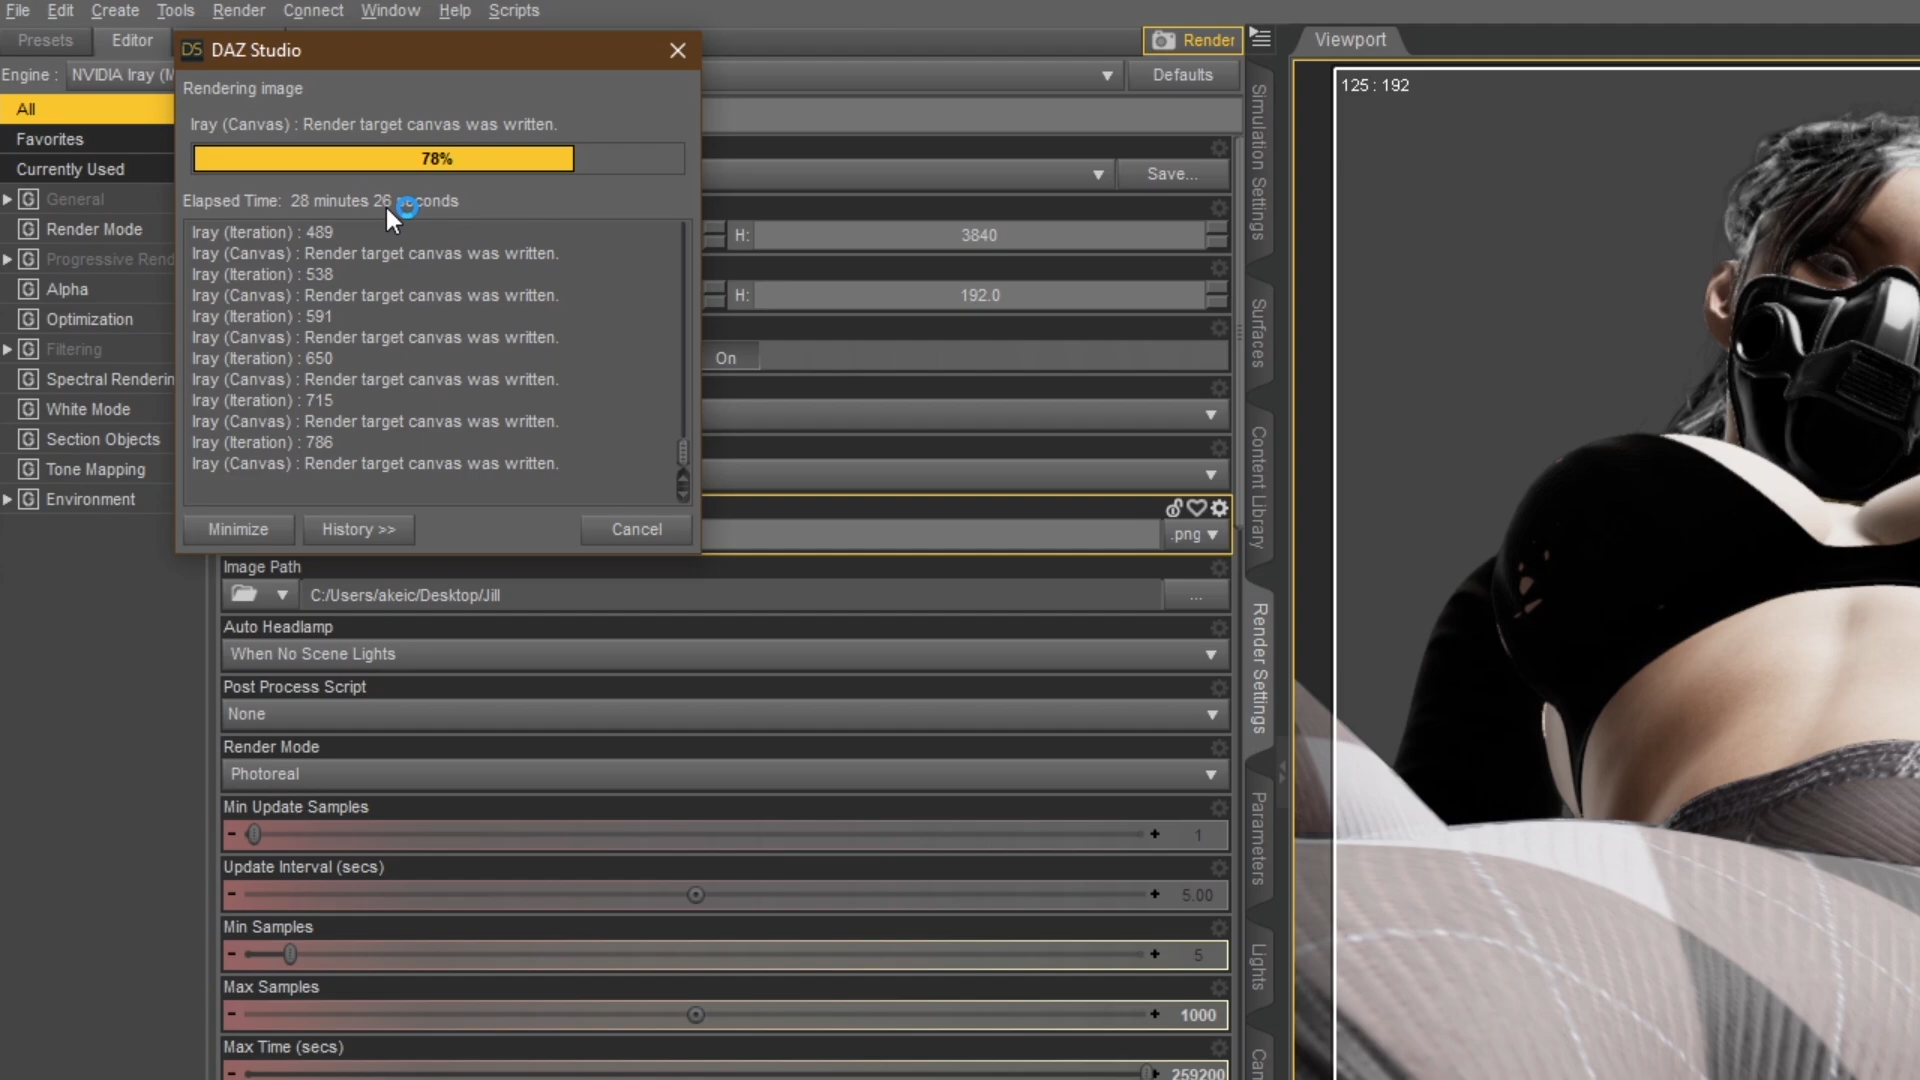 File Edit Create Tools Render Connect Window Help Scripts
Presets Editor
Engine : NVIDIA Iray
Defaults
All
Favorites
Currently Used
General
Render Mode
Progressive Rend
Alpha
Optimization
Filtering
Spectral Renderin
White Mode
Section Objects
Tone Mapping
Environment
DS DAZ Studio
Rendering image
Iray (Canvas) : Render target canvas was written.
78%
Elapsed Time: 28 minutes 26 seconds
Iray (Iteration) : 489
Iray (Canvas) : Render target canvas was written.
Iray (Iteration) : 538
Iray (Canvas) : Render target canvas was written.
Iray (Iteration) : 591
Iray (Canvas) : Render target canvas was written.
Iray (Iteration) : 650
Iray (Canvas) : Render target canvas was written.
Iray (Iteration) : 715
Iray (Canvas) : Render target canvas was written.
Iray (Iteration) : 786
Iray (Canvas) : Render target canvas was written.
Minimize History >> Cancel
Render
Save...
H: 3840
H: 192.0
On
.png
Image Path
C:/Users/akeic/Desktop/Jill ...
Auto Headlamp
When No Scene Lights
Post Process Script
None
Render Mode
Photoreal
Min Update Samples
- + 1
Update Interval (secs)
- + 5.00
Min Samples
- + 5
Max Samples
- + 1000
Max Time (secs)
- + 259200
Simulation Settings
Surfaces
Content Library
Render Settings
Parameters
Lights
Viewport
125 : 192